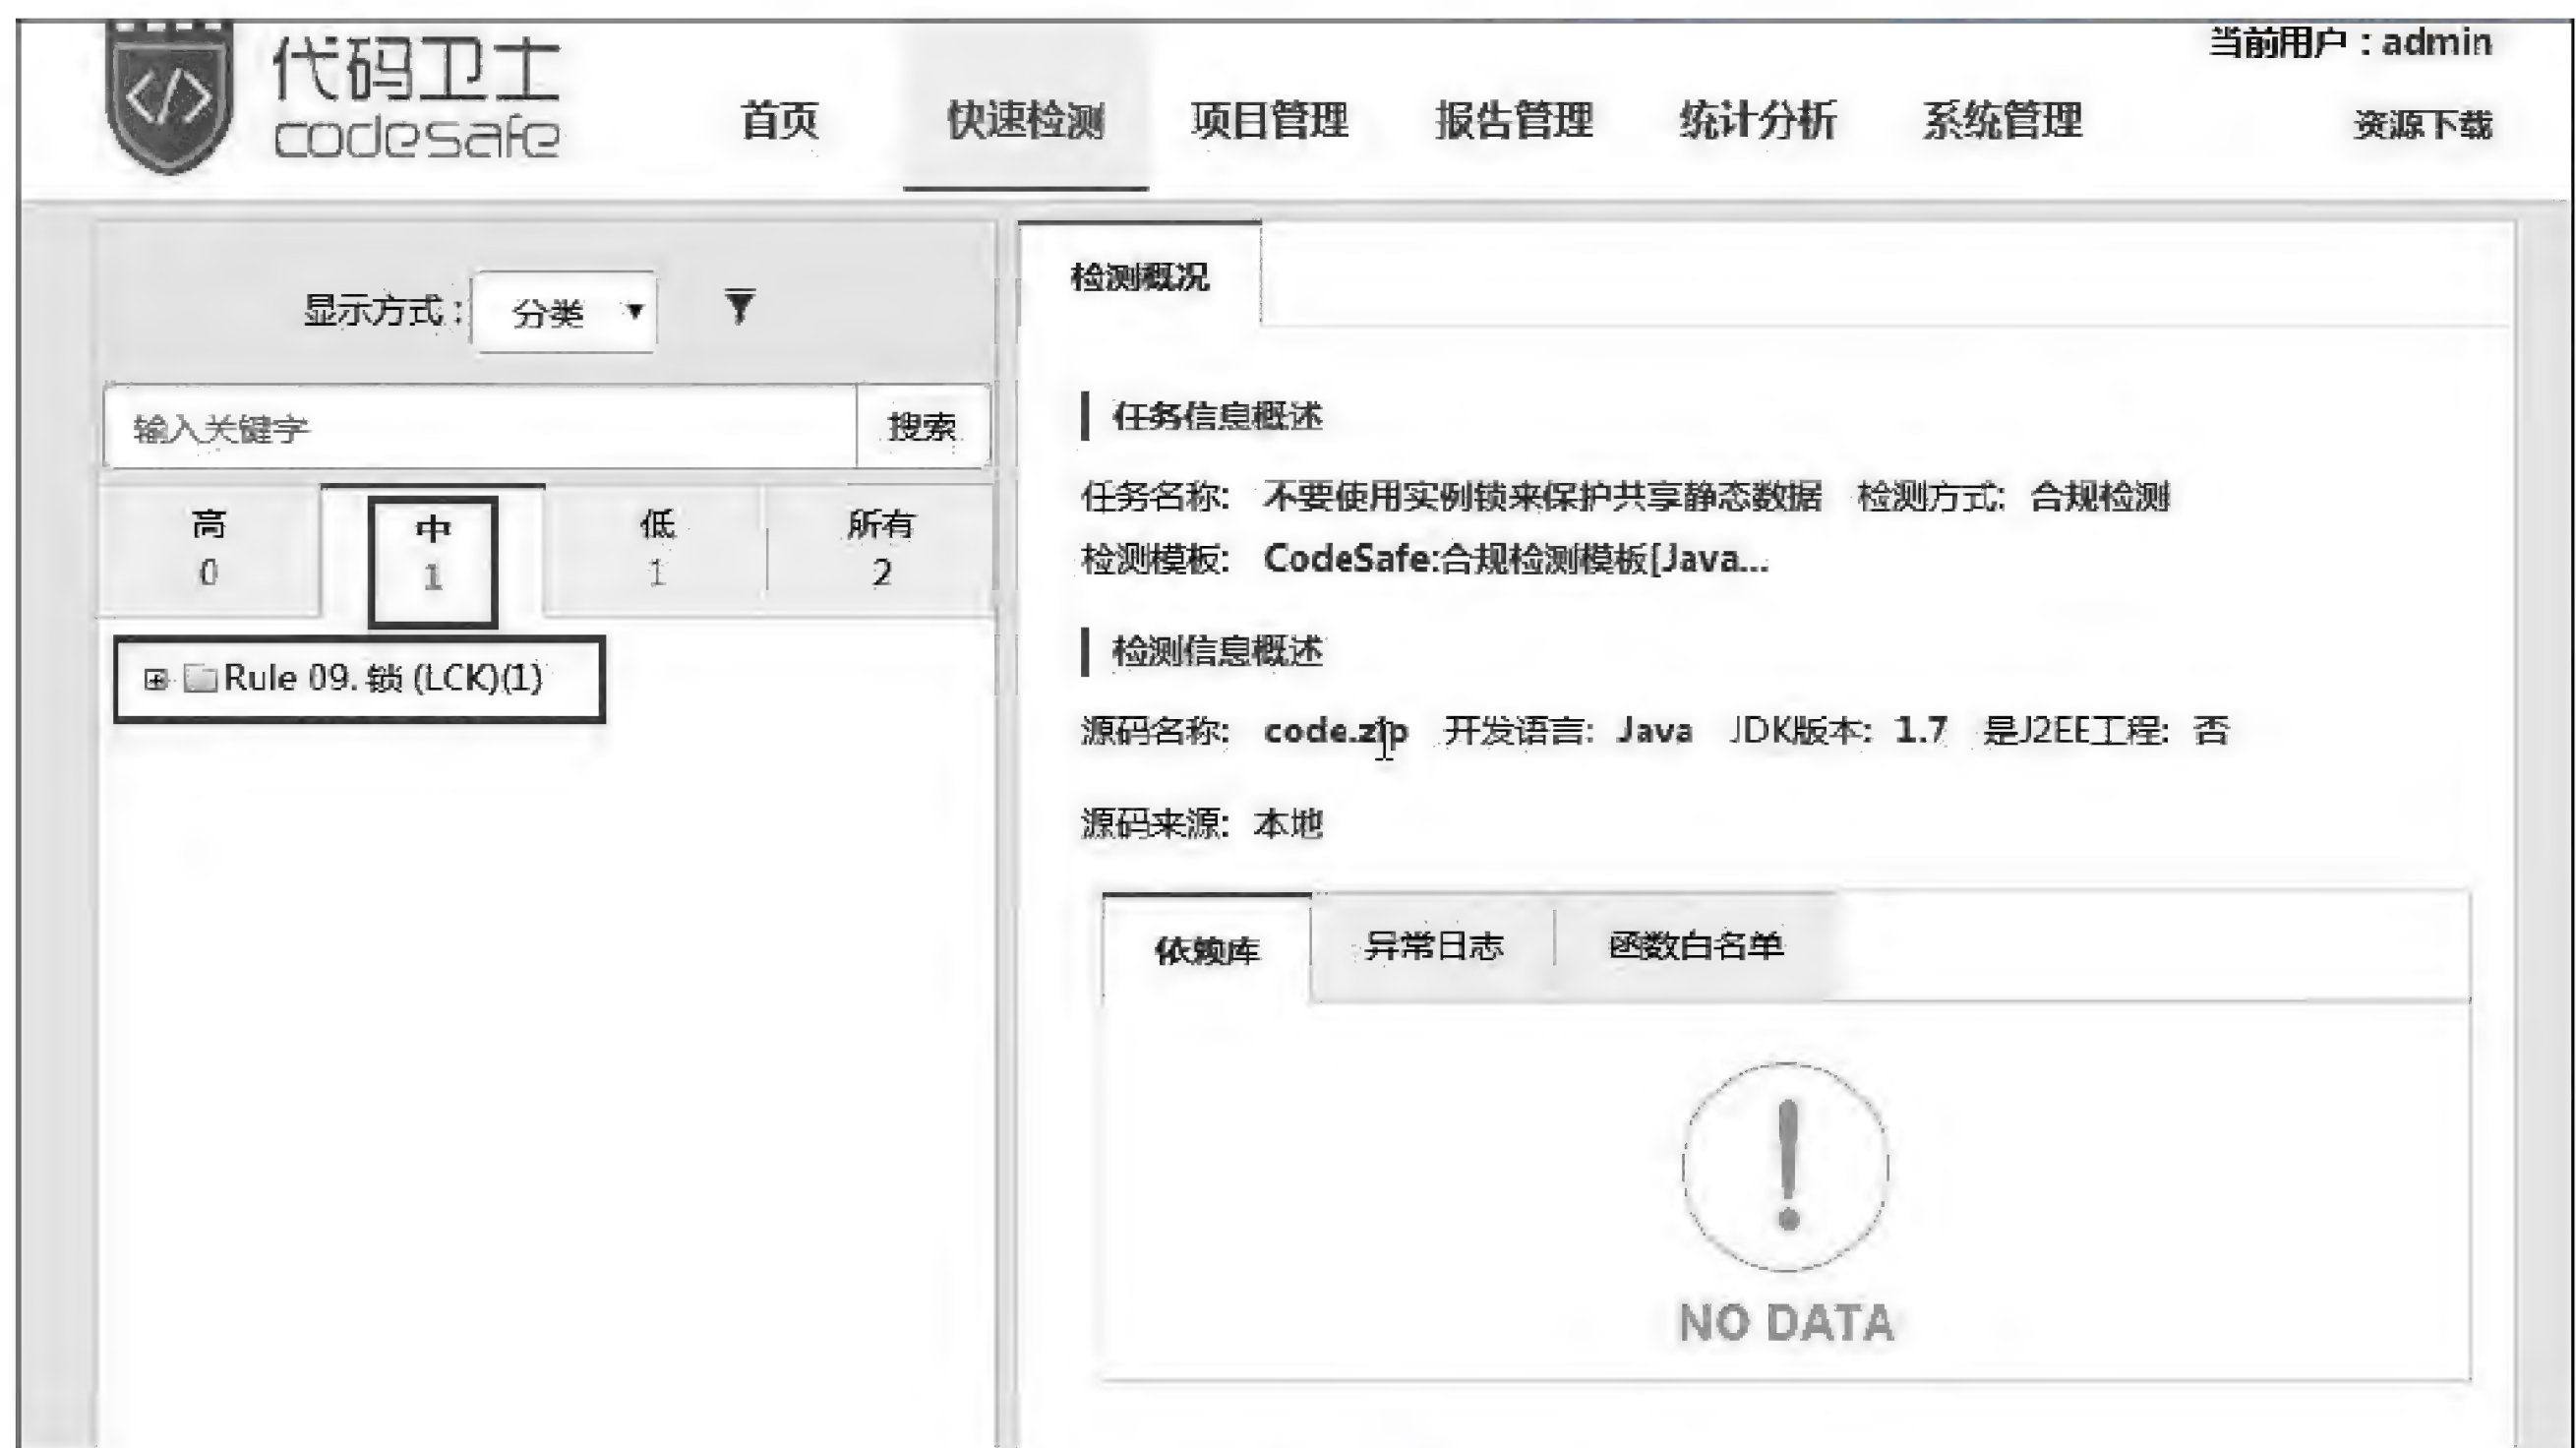 当前用户：admin
代码卫士
codesafe
首页 快速检测 项目管理 报告管理 统计分析 系统管理 资源下载
显示方式： 分类
输入关键字 搜索
高 中 低 所有
0 1 1 2
Rule 09. 锁 (LCK)(1)
检测概况
任务信息概述
任务名称: 不要使用实例锁来保护共享静态数据 检测方式: 合规检测
检测模板: CodeSafe:合规检测模板[Java...
检测信息概述
源码名称: code.zip 开发语言: Java JDK版本: 1.7 是J2EE工程: 否
源码来源: 本地
依赖库 异常日志 函数白名单
NO DATA